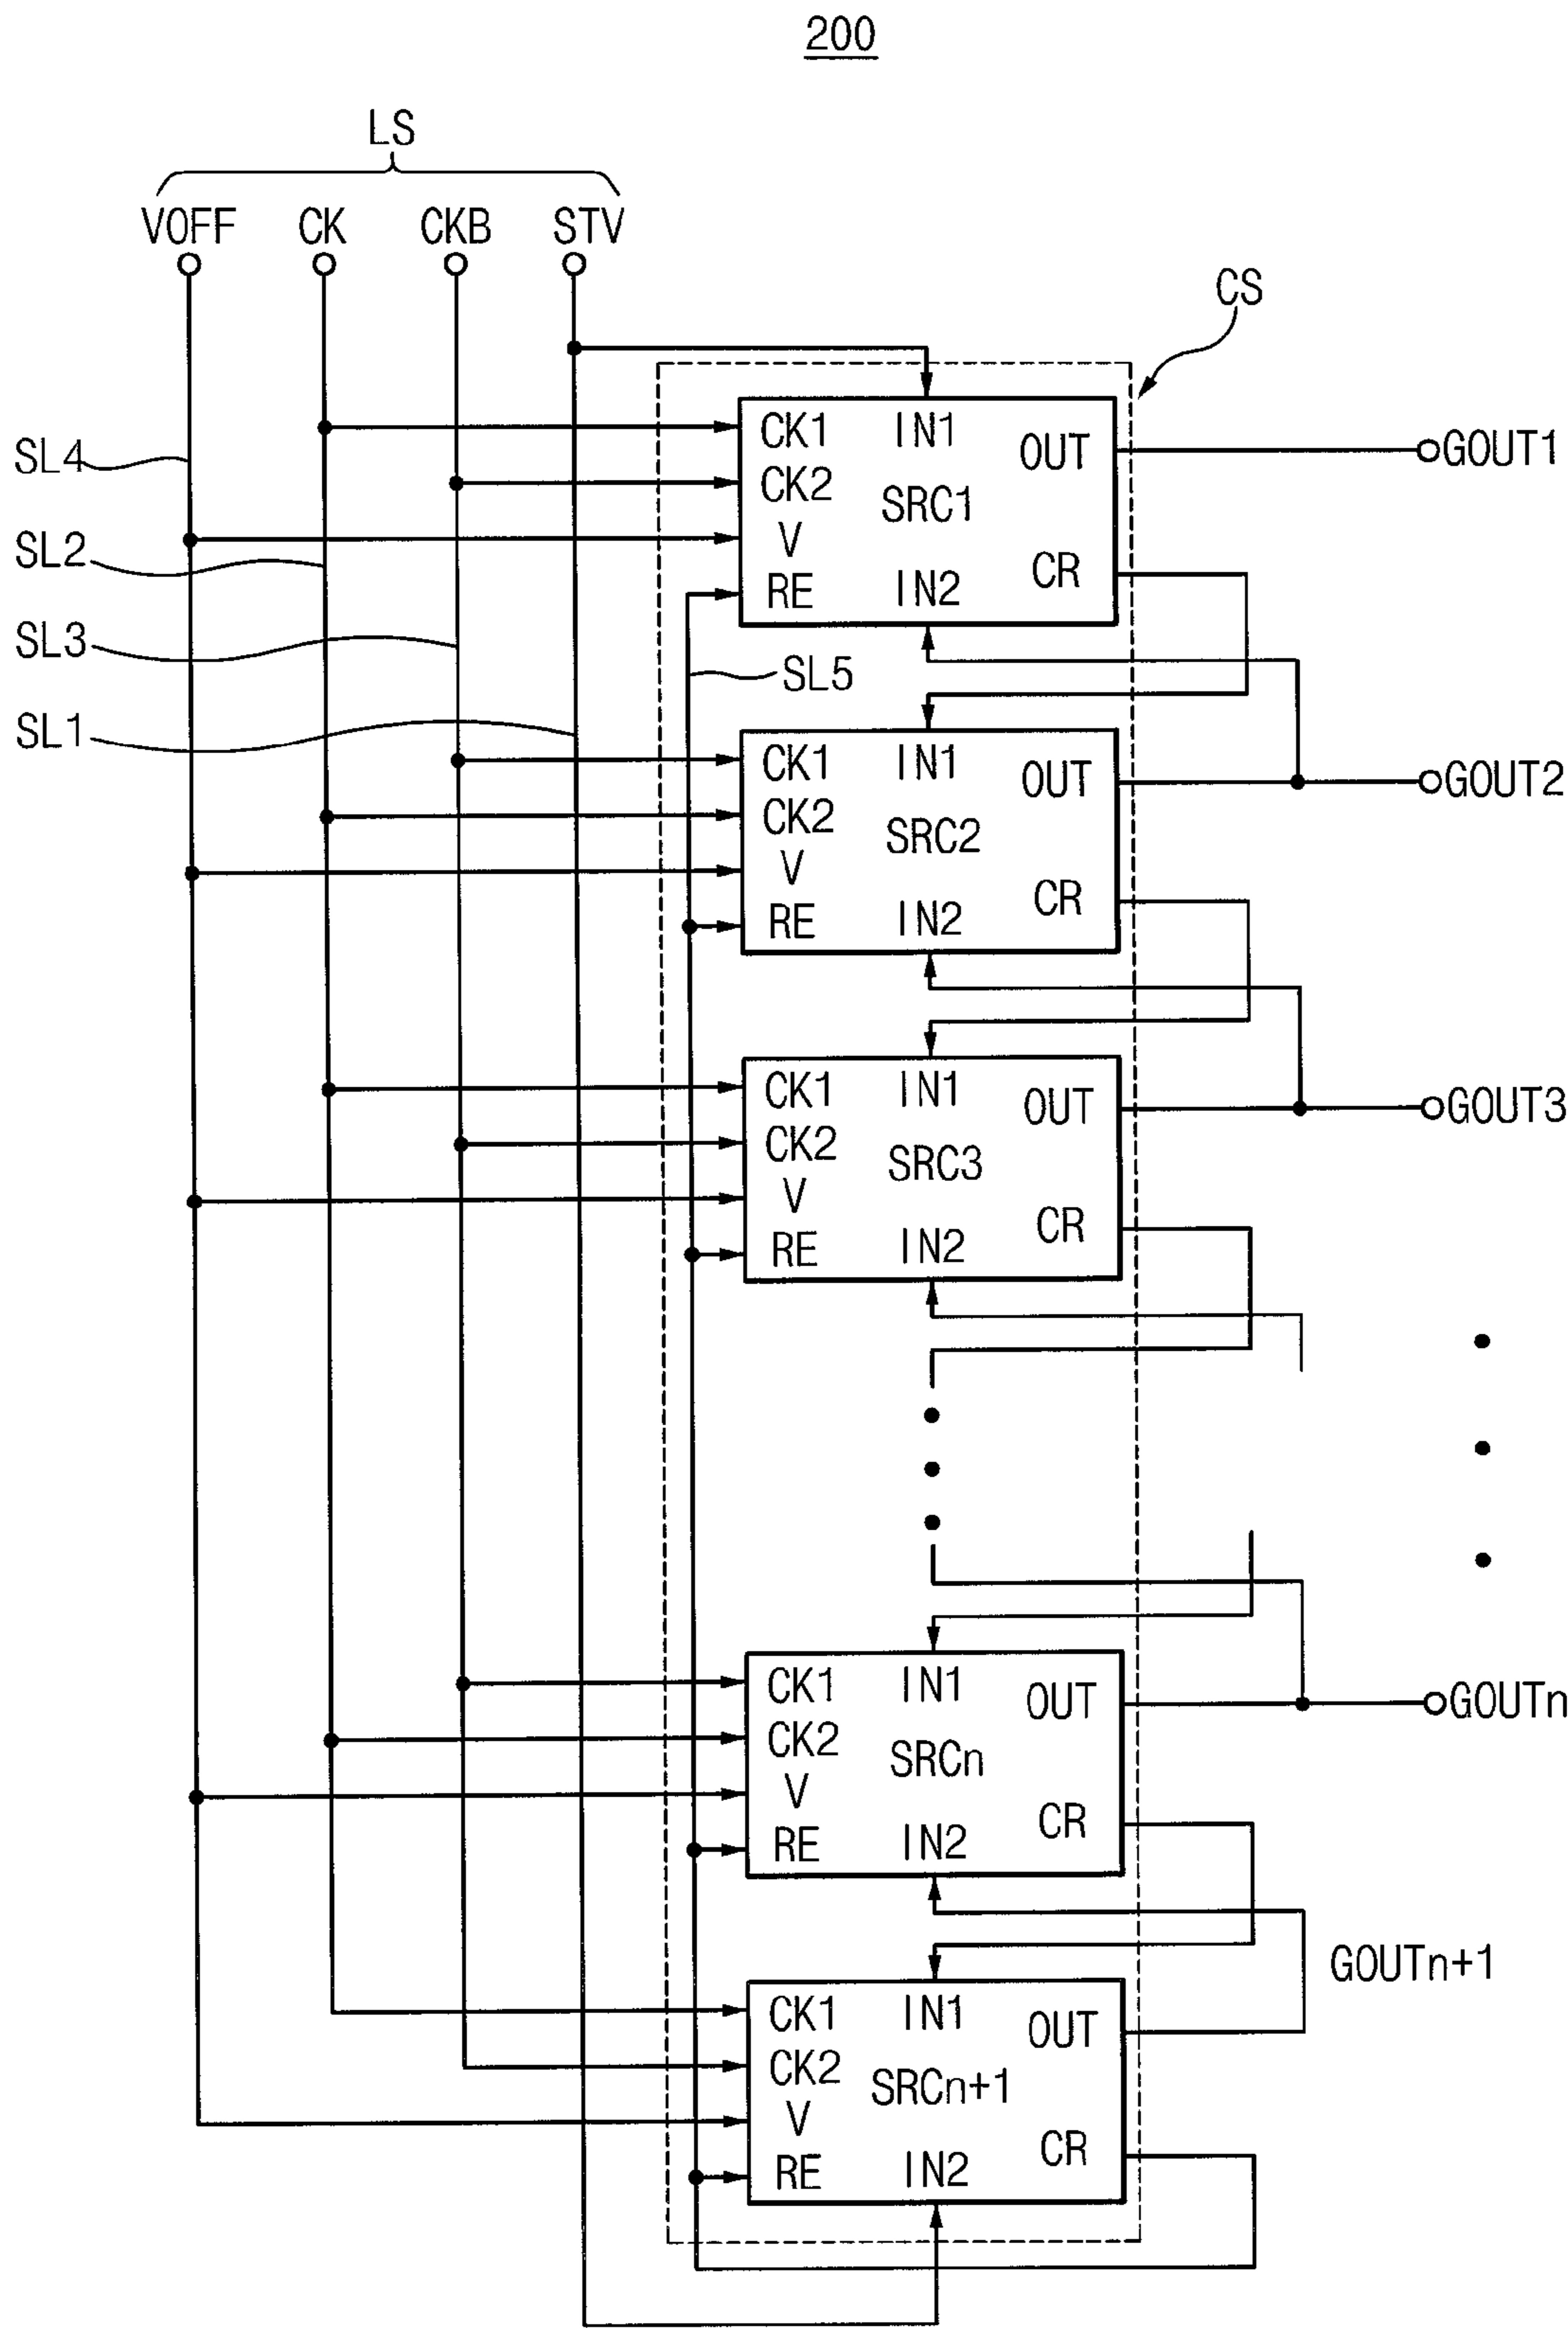 200
LS
VOFF CK CKB STV
CS
SL4
SL2
SL3
SL1
SL5
CK1 IN1 OUT
CK2 SRC1
V
RE IN2 CR
GOUT1
CK1 IN1 OUT
CK2 SRC2
V
RE IN2 CR
GOUT2
CK1 IN1 OUT
CK2 SRC3
V
RE IN2 CR
GOUT3
CK1 IN1 OUT
CK2 SRCn
V
RE IN2 CR
GOUTn
GOUTn+1
CK1 IN1 OUT
CK2 SRCn+1
V
RE IN2 CR